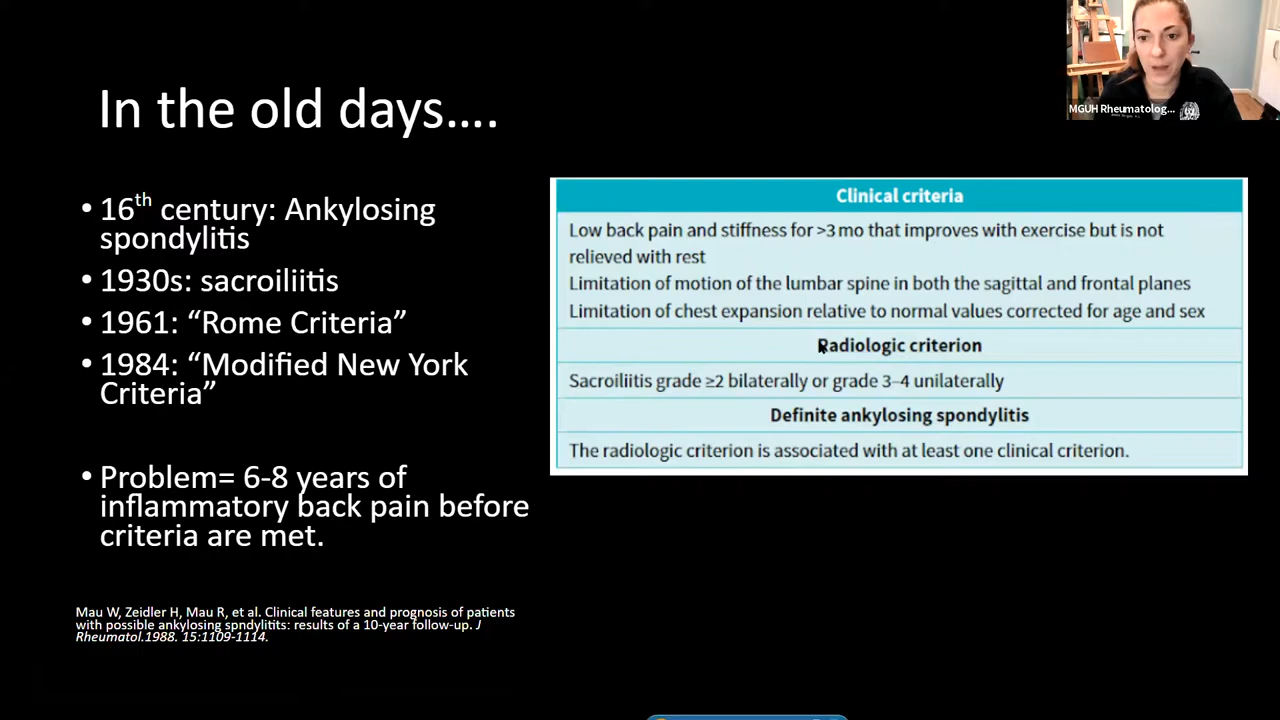 In the old days....
• 16th century: Ankylosing
spondylitis
• 1930s: sacroiliitis
• 1961: “Rome Criteria”
• 1984: “Modified New York
Criteria”
• Problem= 6-8 years of
inflammatory back pain before
criteria are met.
Mau W, Zeidler H, Mau R, et al. Clinical features and prognosis of patients
with possible ankylosing spndylitits: results of a 10-year follow-up. J
Rheumatol.1988. 15:1109-1114.
Clinical criteria
Low back pain and stiffness for >3 mo that improves with exercise but is not
relieved with rest
Limitation of motion of the lumbar spine in both the sagittal and frontal planes
Limitation of chest expansion relative to normal values corrected for age and sex
Radiologic criterion
Sacroiliitis grade ≥2 bilaterally or grade 3–4 unilaterally
Definite ankylosing spondylitis
The radiologic criterion is associated with at least one clinical criterion.
MGUH Rheumatolog...